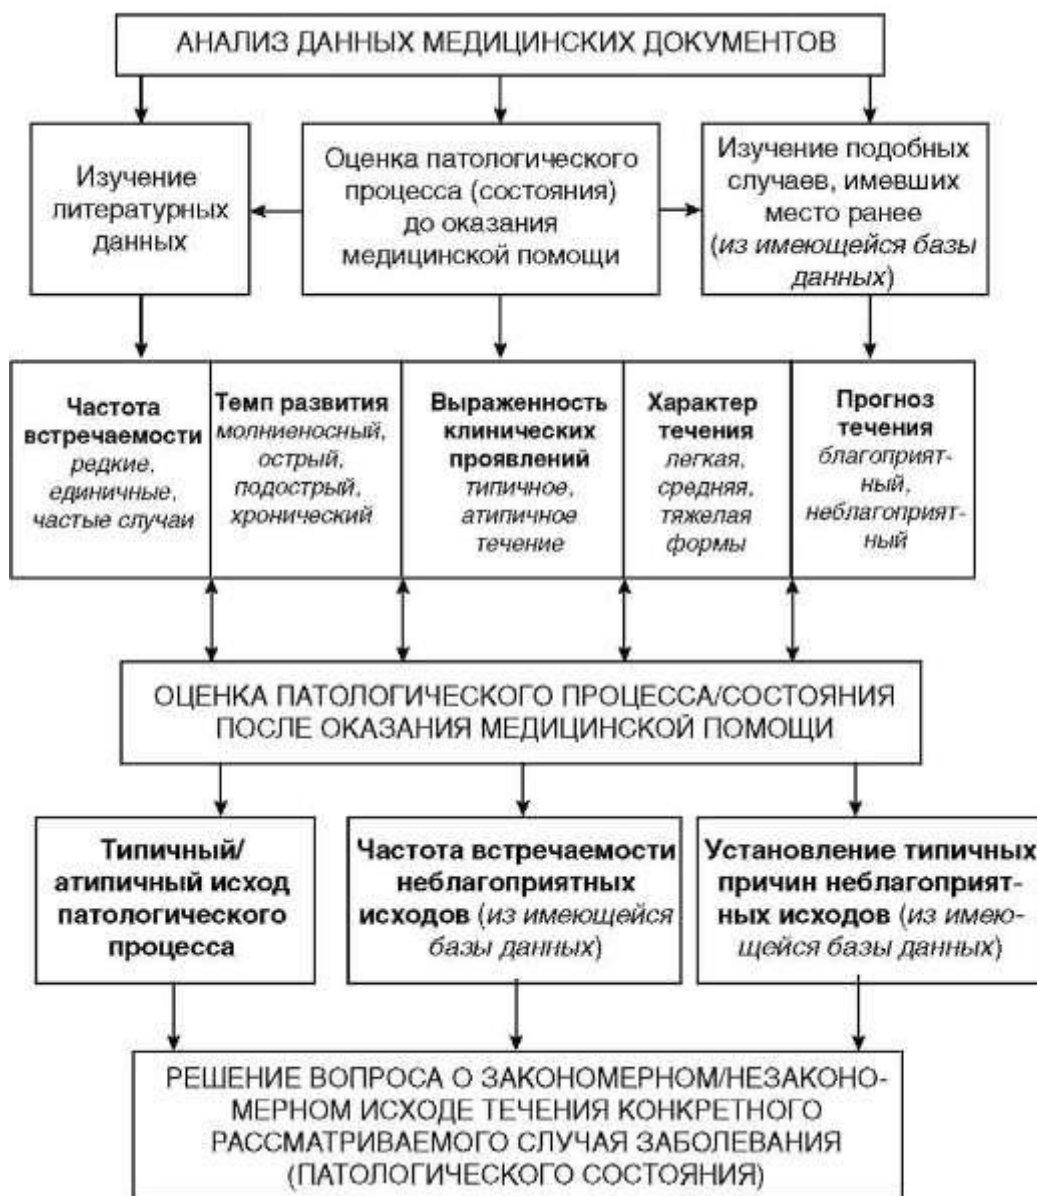 АНАЛИЗ ДАННЫХ МЕДИЦИНСКИХ ДОКУМЕНТОВ
Изучение
литературных
данных
Оценка патологического
процесса (состояния)
до оказания
медицинской помощи
Изучение подобных
случаев, имевших
место ранее
(из имеющейся базы
данных)
Частота
встречаемости
редкие,
единичные,
частые случаи
Темп развития
молниеносный,
острый,
подострый,
хронический
Выраженность
клинических
проявлений
типичное,
атипичное
течение
Характер
течения
легкая,
средняя,
тяжелая
формы
Прогноз
течения
благоприят-
ный,
неблагоприят-
ный
ОЦЕНКА ПАТОЛОГИЧЕСКОГО ПРОЦЕССА/СОСТОЯНИЯ
ПОСЛЕ ОКАЗАНИЯ МЕДИЦИНСКОЙ ПОМОЩИ
Типичный/
атипичный исход
патологического
процесса
Частота встречаемости
неблагоприятных
исходов (из имеющейся
базы данных)
Установление типичных
причин неблагоприят-
ных исходов (из имею-
щейся базы данных)
РЕШЕНИЕ ВОПРОСА О ЗАКОНОМЕРНОМ/НЕЗАКОНО-
МЕРНОМ ИСХОДЕ ТЕЧЕНИЯ КОНКРЕТНОГО
РАССМАТРИВАЕМОГО СЛУЧАЯ ЗАБОЛЕВАНИЯ
(ПАТОЛОГИЧЕСКОГО СОСТОЯНИЯ)